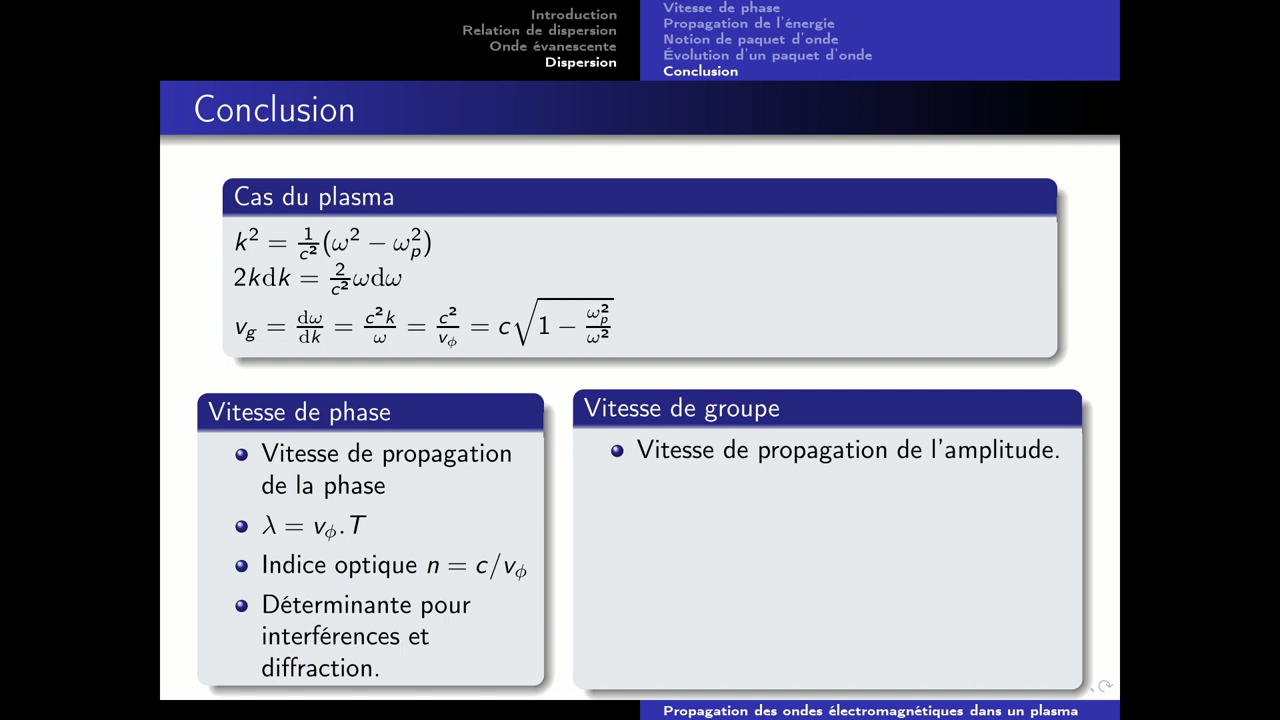 Introduction
Relation de dispersion
Onde évanescente
Dispersion
Vitesse de phase
Propagation de l'énergie
Notion de paquet d'onde
Évolution d'un paquet d'onde
Conclusion
Conclusion
Cas du plasma
k² = 1/c² (ω² − ωₚ²)
2kdk = 2/c² ωdω
v_g = dω/dk = c²k/ω = c²/v_ϕ = c√(1 − ωₚ²/ω²)
Vitesse de phase
Vitesse de propagation
de la phase
λ = v_ϕ.T
Indice optique n = c/v_ϕ
Déterminante pour
interférences et
diffraction.
Vitesse de groupe
Vitesse de propagation de l'amplitude.
Propagation des ondes électromagnétiques dans un plasma